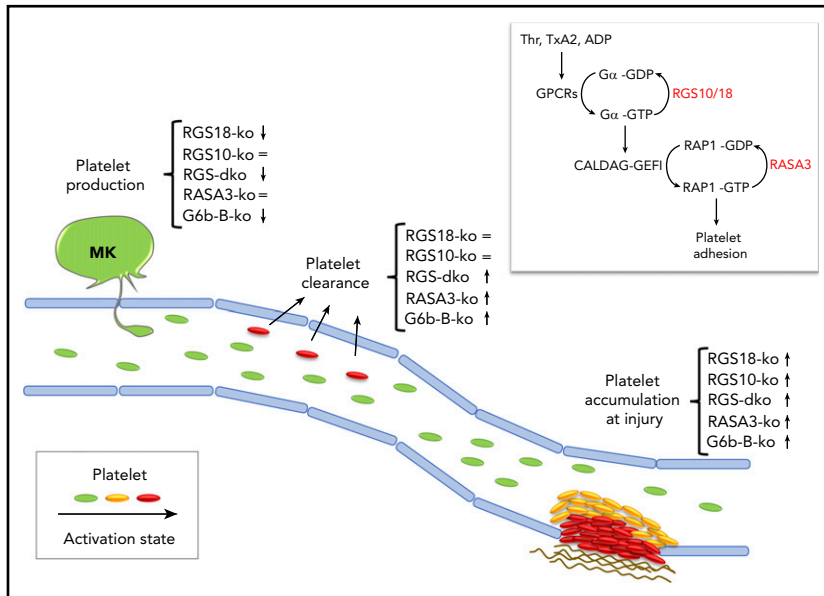 Thr, TxA2, ADP
GPCRs
Gα -GDP
RGS10/18
Gα -GTP
CALDAG-GEFI
RAP1 -GDP
RASA3
RAP1 -GTP
Platelet
adhesion
Platelet
production
RGS18-ko ↓
RGS10-ko =
RGS-dko ↓
RASA3-ko =
G6b-B-ko ↓
MK
Platelet
clearance
RGS18-ko =
RGS10-ko =
RGS-dko ↑
RASA3-ko ↑
G6b-B-ko ↑
Platelet
accumulation
at injury
RGS18-ko ↑
RGS10-ko ↑
RGS-dko ↑
RASA3-ko ↑
G6b-B-ko ↑
Platelet
Activation state